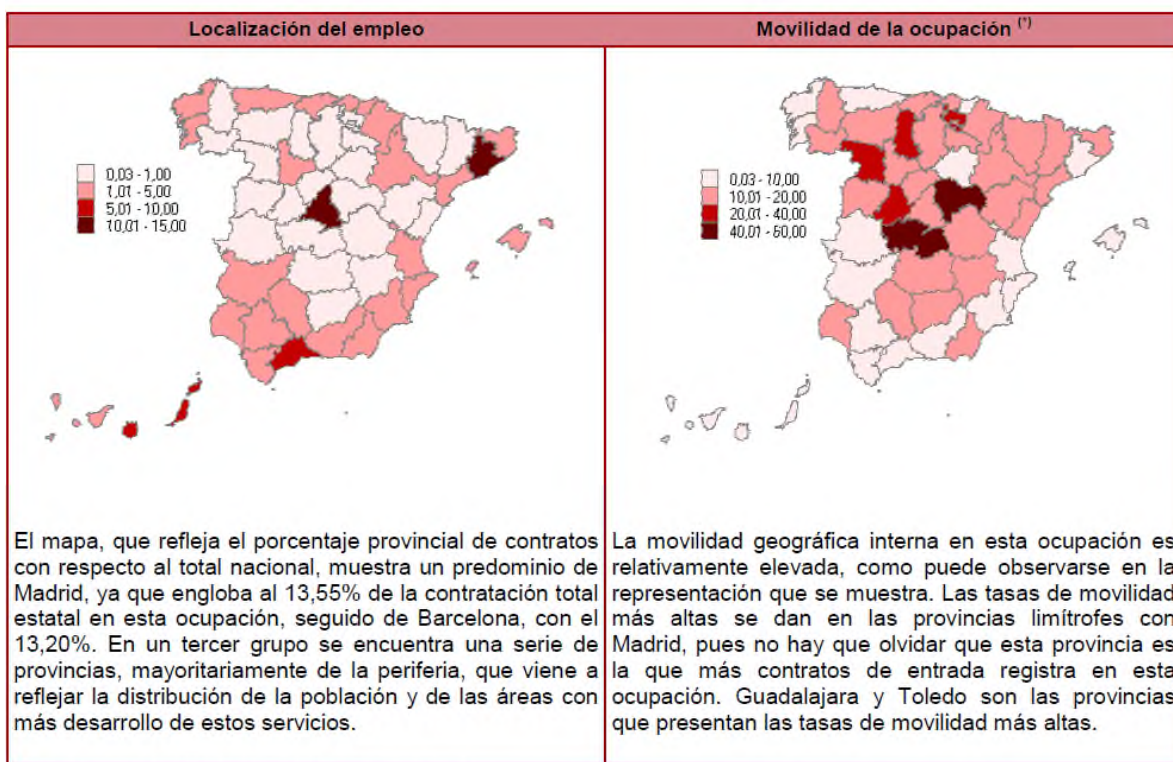 Localización del empleo
Movilidad de la ocupación (*)
0,03 - 1,00
1,01 - 5,00
5,01 - 10,00
10,01 - 15,00
0,03 - 10,00
10,01 - 20,00
20,01 - 40,00
40,01 - 60,00
El mapa, que refleja el porcentaje provincial de contratos
con respecto al total nacional, muestra un predominio de
Madrid, ya que engloba al 13,55% de la contratación total
estatal en esta ocupación, seguido de Barcelona, con el
13,20%. En un tercer grupo se encuentra una serie de
provincias, mayoritariamente de la periferia, que viene a
reflejar la distribución de la población y de las áreas con
más desarrollo de estos servicios.
La movilidad geográfica interna en esta ocupación es
relativamente elevada, como puede observarse en la
representación que se muestra. Las tasas de movilidad
más altas se dan en las provincias limítrofes con
Madrid, pues no hay que olvidar que esta provincia es
la que más contratos de entrada registra en esta
ocupación. Guadalajara y Toledo son las provincias
que presentan las tasas de movilidad más altas.